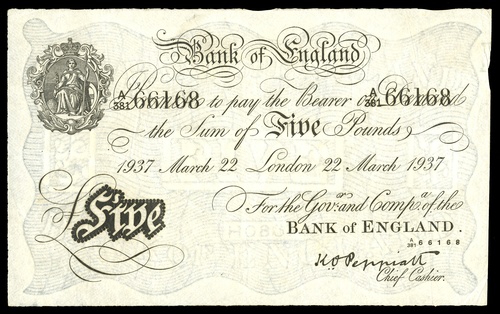 Bank of England
A/381 66168 Promise to pay the Bearer on Demand A/381 66168
the Sum of Five Pounds
1937 March 22 London 22 March 1937
For the Govr. and Compa. of the
BANK of ENGLAND.
A/381 66168
£Five
K.O. Peppiatt
Chief Cashier.